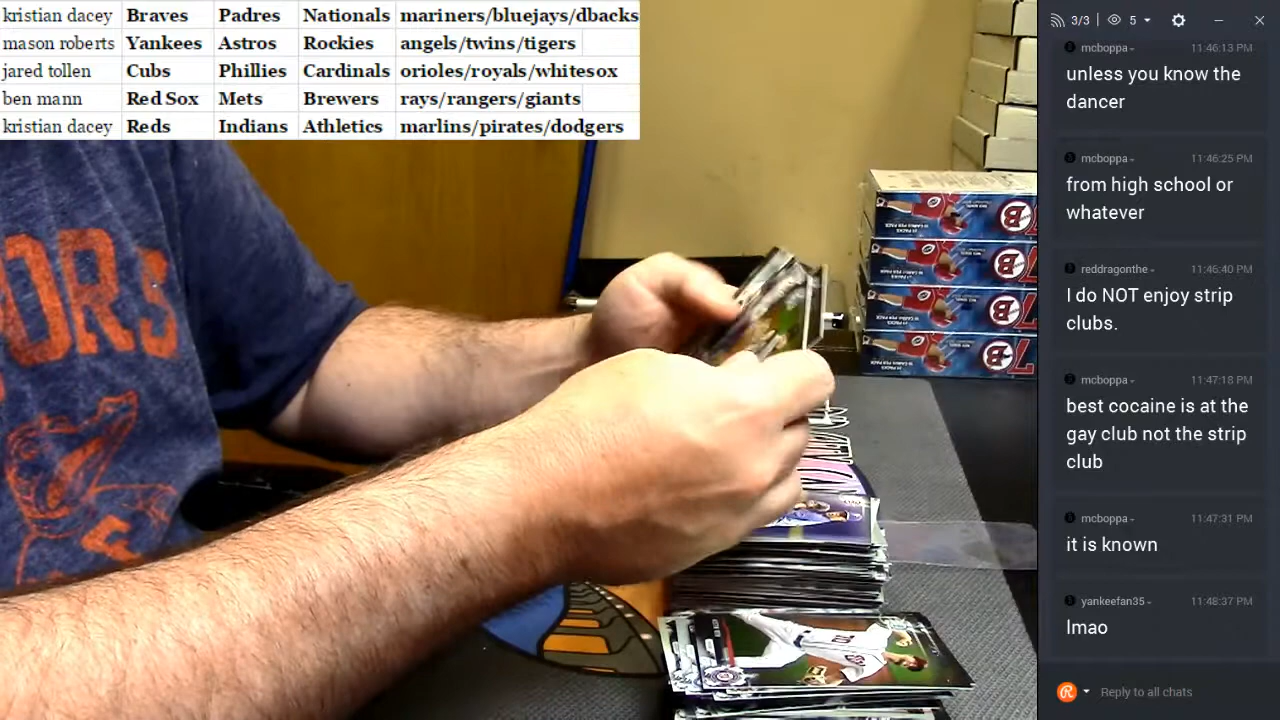 kristian dacey Braves Padres Nationals mariners/bluejays/dbacks
mason roberts Yankees Astros Rockies angels/twins/tigers
jared tollen Cubs Phillies Cardinals orioles/royals/whitesox
ben mann Red Sox Mets Brewers rays/rangers/giants
kristian dacey Reds Indians Athletics marlins/pirates/dodgers
ORS
3/3 5
mcboppa 11:46:13 PM
unless you know the
dancer
mcboppa 11:46:25 PM
from high school or
whatever
reddragonthe 11:46:40 PM
I do NOT enjoy strip
clubs.
mcboppa 11:47:18 PM
best cocaine is at the
gay club not the strip
club
mcboppa 11:47:31 PM
it is known
yankeefan35 11:48:37 PM
lmao
Reply to all chats